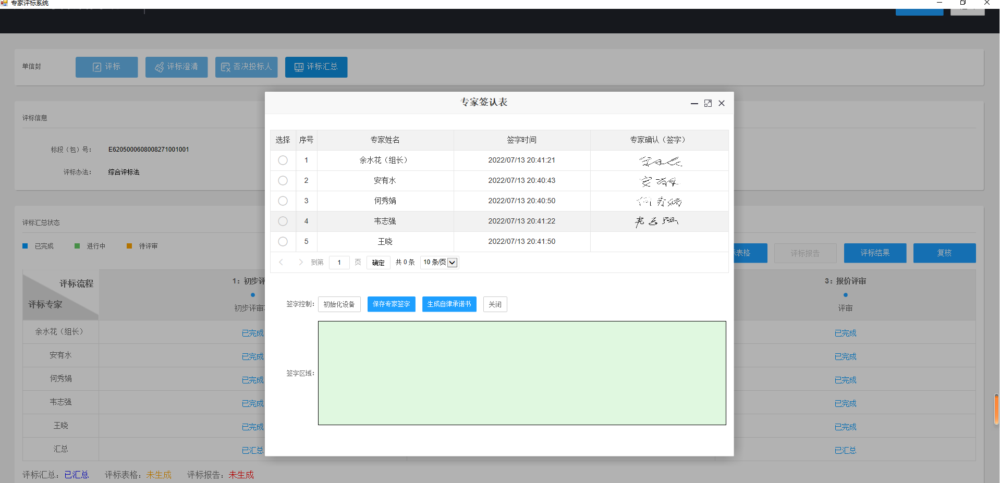 专家评标系统
单信封 评标 评标澄清 否决投标人 评标汇总
专家签认表
评标信息
标段（包）号： E6205000608008271001001
评标办法： 综合评标法
选择 序号 专家姓名 签字时间 专家确认（签字）
1 余水花（组长） 2022/07/13 20:41:21
2 安有水 2022/07/13 20:40:43 安有水
3 何秀娟 2022/07/13 20:40:50 何秀娟
4 韦志强 2022/07/13 20:41:22 韦志强
5 王晓 2022/07/13 20:41:50
到第 1 页 确定 共 0 条 10 条/页
签字控制： 初始化设备 保存专家签字 生成自律承诺书 关闭
签字区域：
评标汇总状态
已完成 进行中 待评审
表格 评标报告 评标结果 复核
评标流程 1：初步评 3：报价评审
评标专家 初步评审 评审
余水花（组长） 已完成 已完成
安有水 已完成 已完成
何秀娟 已完成 已完成
韦志强 已完成 已完成
王晓 已完成 已完成
汇总 已汇总 已汇总
评标汇总：已汇总 评标表格：未生成 评标报告：未生成